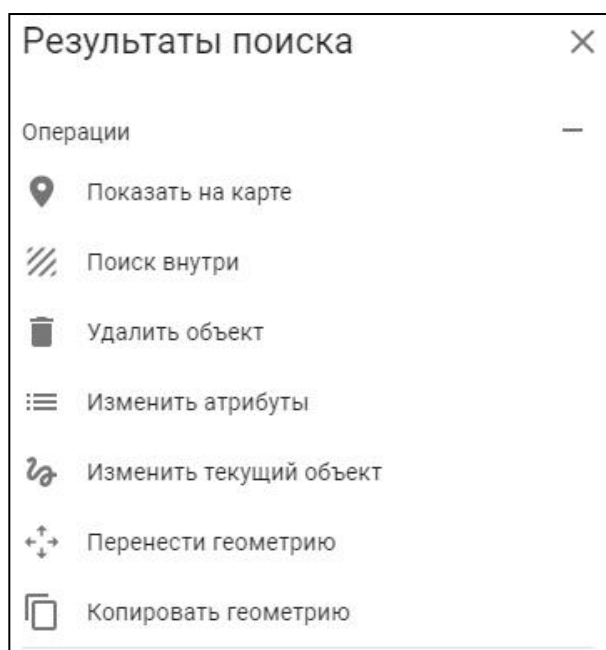 Результаты поиска
Операции
Показать на карте
Поиск внутри
Удалить объект
Изменить атрибуты
Изменить текущий объект
Перенести геометрию
Копировать геометрию